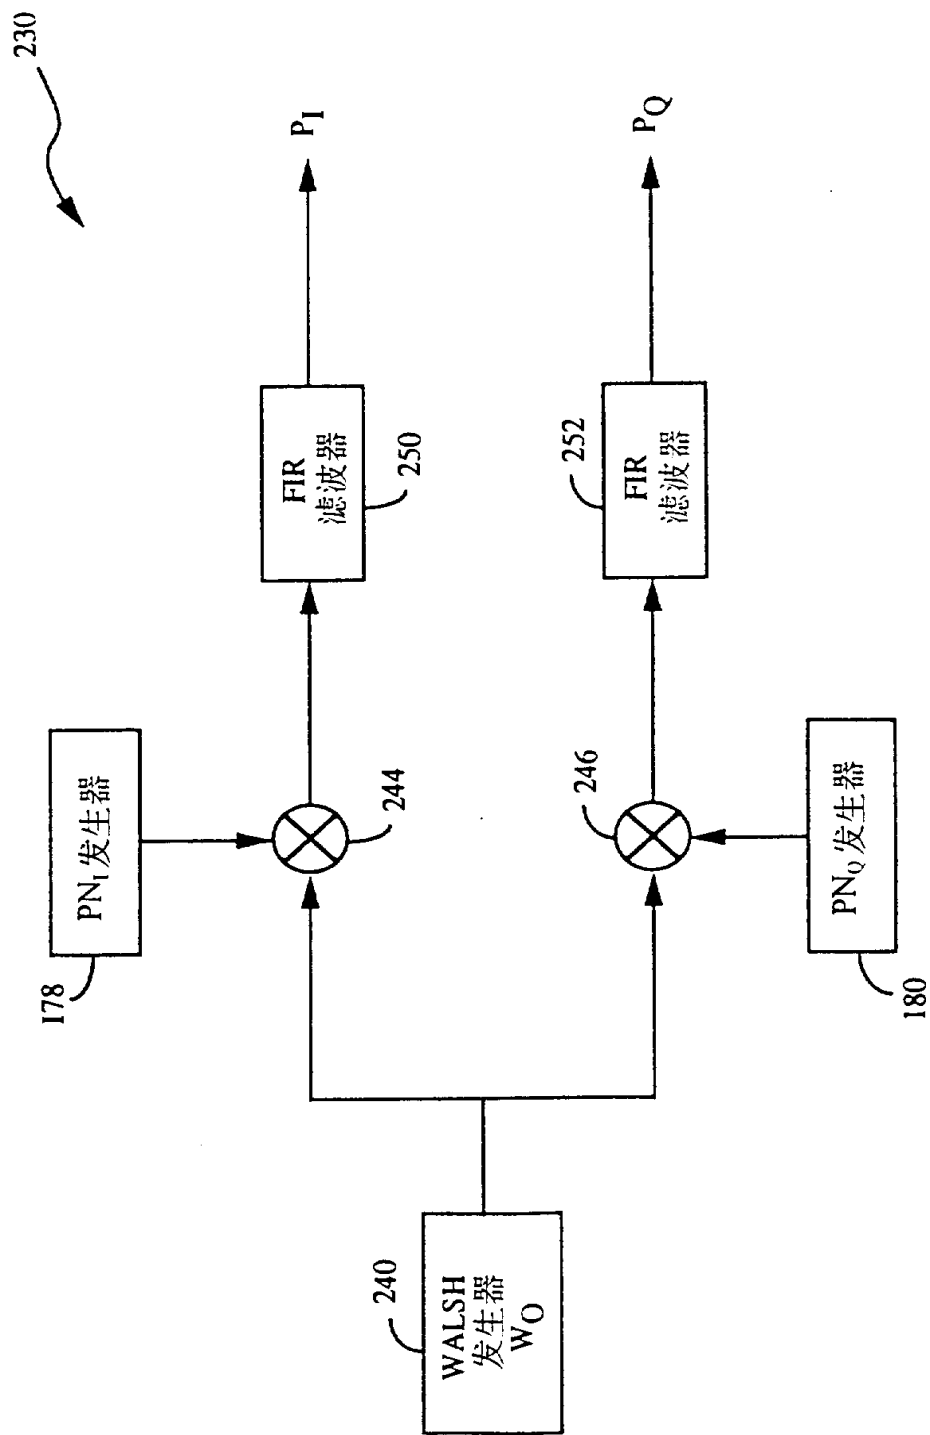 230
P_I
P_Q
FIR
滤波器
250
FIR
滤波器
252
PN_I 发生器
178
244
246
PN_Q 发生器
180
WALSH
发生器
W_O
240